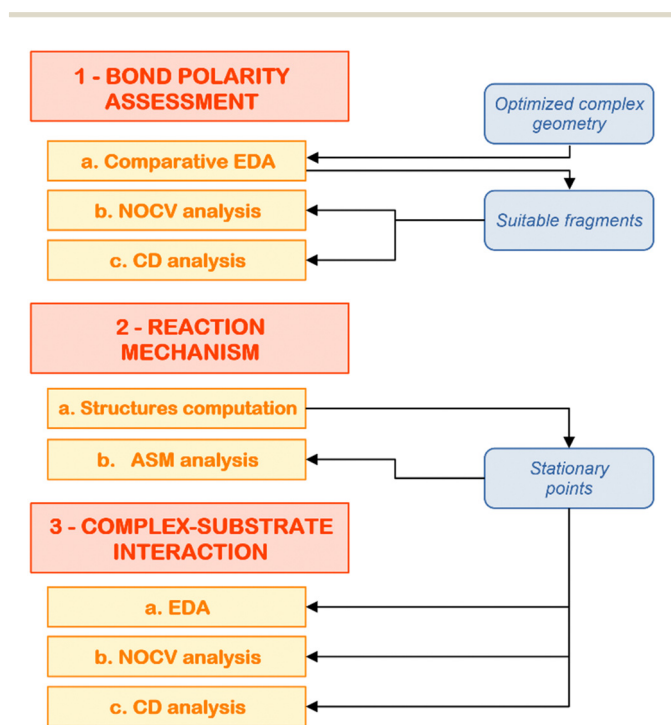 1 - BOND POLARITY
ASSESSMENT
Optimized complex
geometry
a. Comparative EDA
b. NOCV analysis
Suitable fragments
c. CD analysis
2 - REACTION
MECHANISM
a. Structures computation
b. ASM analysis
Stationary
points
3 - COMPLEX-SUBSTRATE
INTERACTION
a. EDA
b. NOCV analysis
c. CD analysis